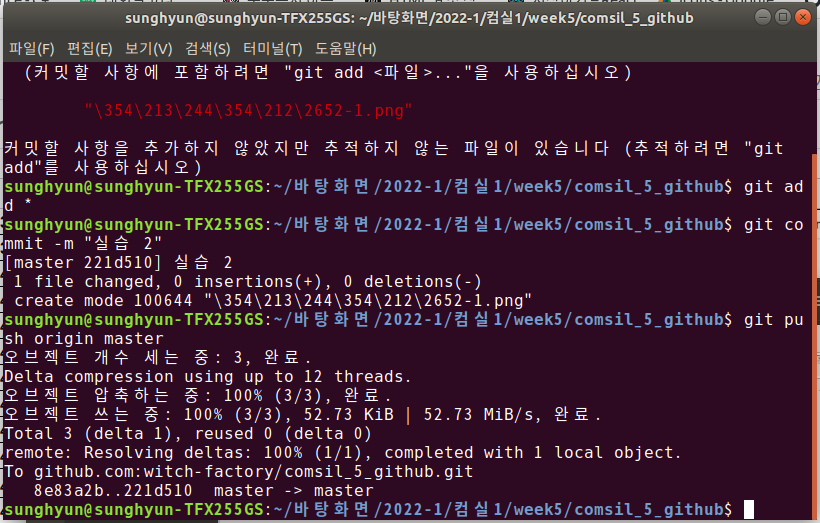 sunghyun@sunghyun-TFX255GS: ~/바탕화면/2022-1/컴실1/week5/comsil_5_github
파일(F) 편집(E) 보기(V) 검색(S) 터미널(T) 도움말(H)
(커밋할 사항에 포함하려면 "git add <파일>..."을 사용하십시오)
"\354\213\244\354\212\2652-1.png"
커밋할 사항을 추가하지 않았지만 추적하지 않는 파일이 있습니다 (추적하려면 "git
add"를 사용하십시오)
sunghyun@sunghyun-TFX255GS:~/바탕화면/2022-1/컴실1/week5/comsil_5_github$ git ad
d *
sunghyun@sunghyun-TFX255GS:~/바탕화면/2022-1/컴실1/week5/comsil_5_github$ git co
mmit -m "실습 2"
[master 221d510] 실습 2
1 file changed, 0 insertions(+), 0 deletions(-)
create mode 100644 "\354\213\244\354\212\2652-1.png"
sunghyun@sunghyun-TFX255GS:~/바탕화면/2022-1/컴실1/week5/comsil_5_github$ git pu
sh origin master
오브젝트 개수 세는 중: 3, 완료.
Delta compression using up to 12 threads.
오브젝트 압축하는 중: 100% (3/3), 완료.
오브젝트 쓰는 중: 100% (3/3), 52.73 KiB | 52.73 MiB/s, 완료.
Total 3 (delta 1), reused 0 (delta 0)
remote: Resolving deltas: 100% (1/1), completed with 1 local object.
To github.com:witch-factory/comsil_5_github.git
8e83a2b..221d510  master -> master
sunghyun@sunghyun-TFX255GS:~/바탕화면/2022-1/컴실1/week5/comsil_5_github$